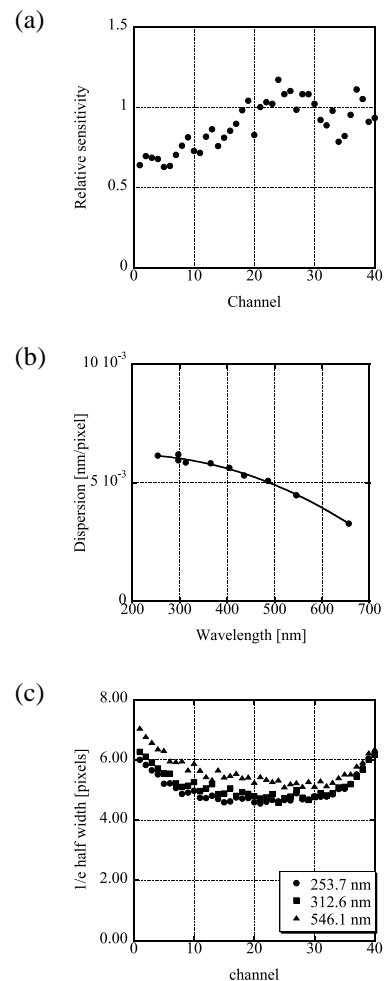 (a)
1.5
1
0.5
0
Relative sensitivity
0 10 20 30 40
Channel
(b)
10 10-3
5 10-3
0
Dispersion [nm/pixel]
200 300 400 500 600 700
Wavelength [nm]
(c)
8.00
6.00
4.00
2.00
0.00
1/e half width [pixels]
253.7 nm
312.6 nm
546.1 nm
0 10 20 30 40
channel